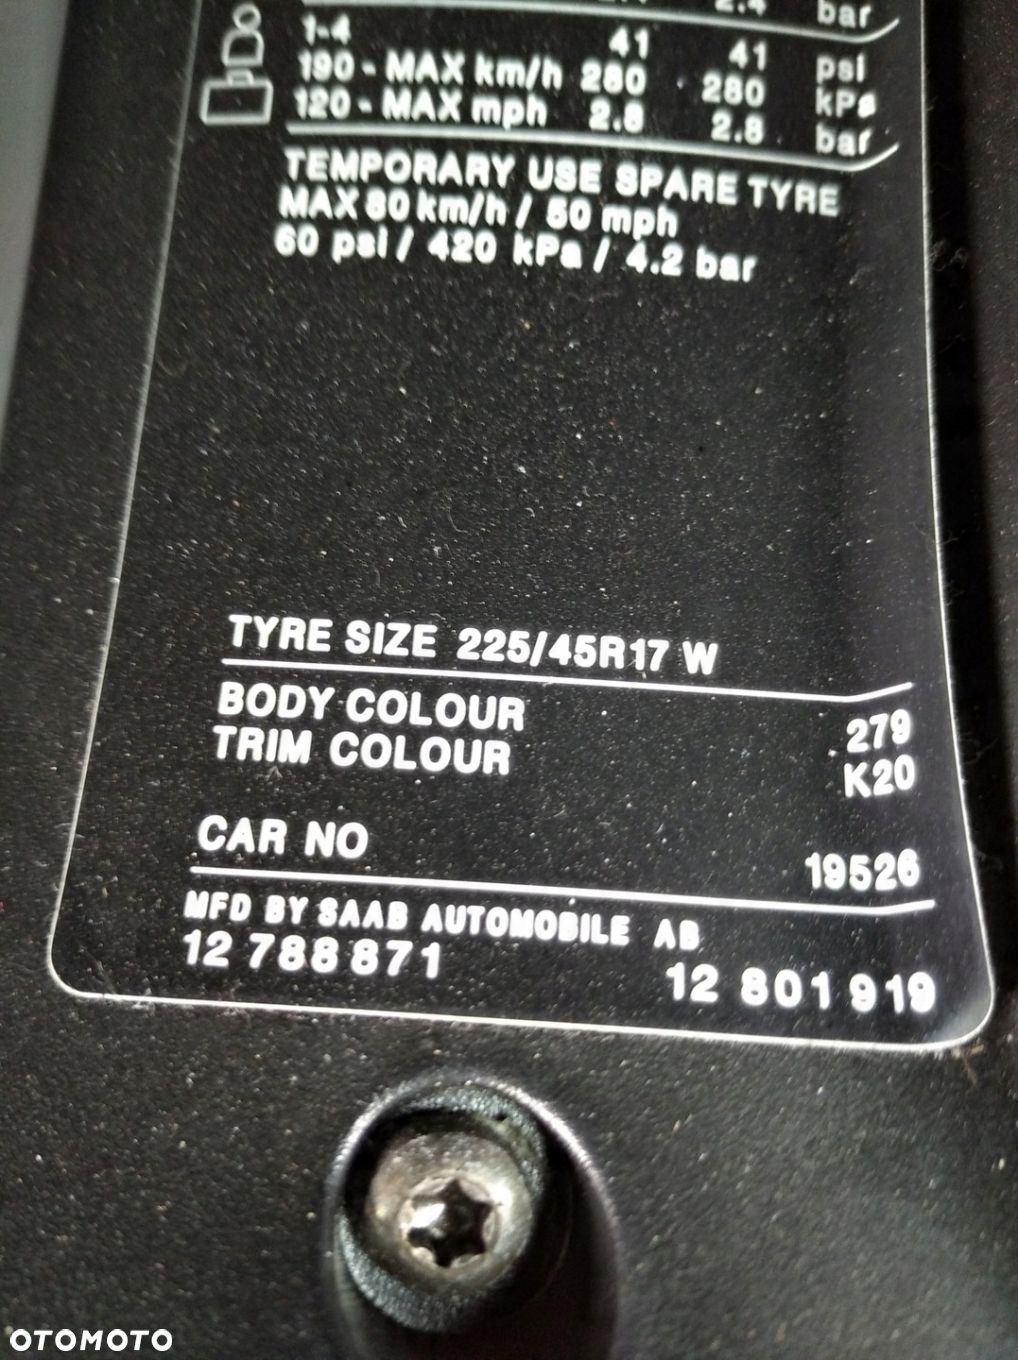 2.4 bar
1-4 41 41 psi
190 - MAX km/h 280 280 kPa
120 - MAX mph 2.8 2.8 bar
TEMPORARY USE SPARE TYRE
MAX 80 km/h / 50 mph
60 psi / 420 kPa / 4.2 bar
TYRE SIZE 225/45R17 W
BODY COLOUR 279
TRIM COLOUR K20
CAR NO 19526
MFD BY SAAB AUTOMOBILE AB
12 788 871 12 801 919
OTOMOTO